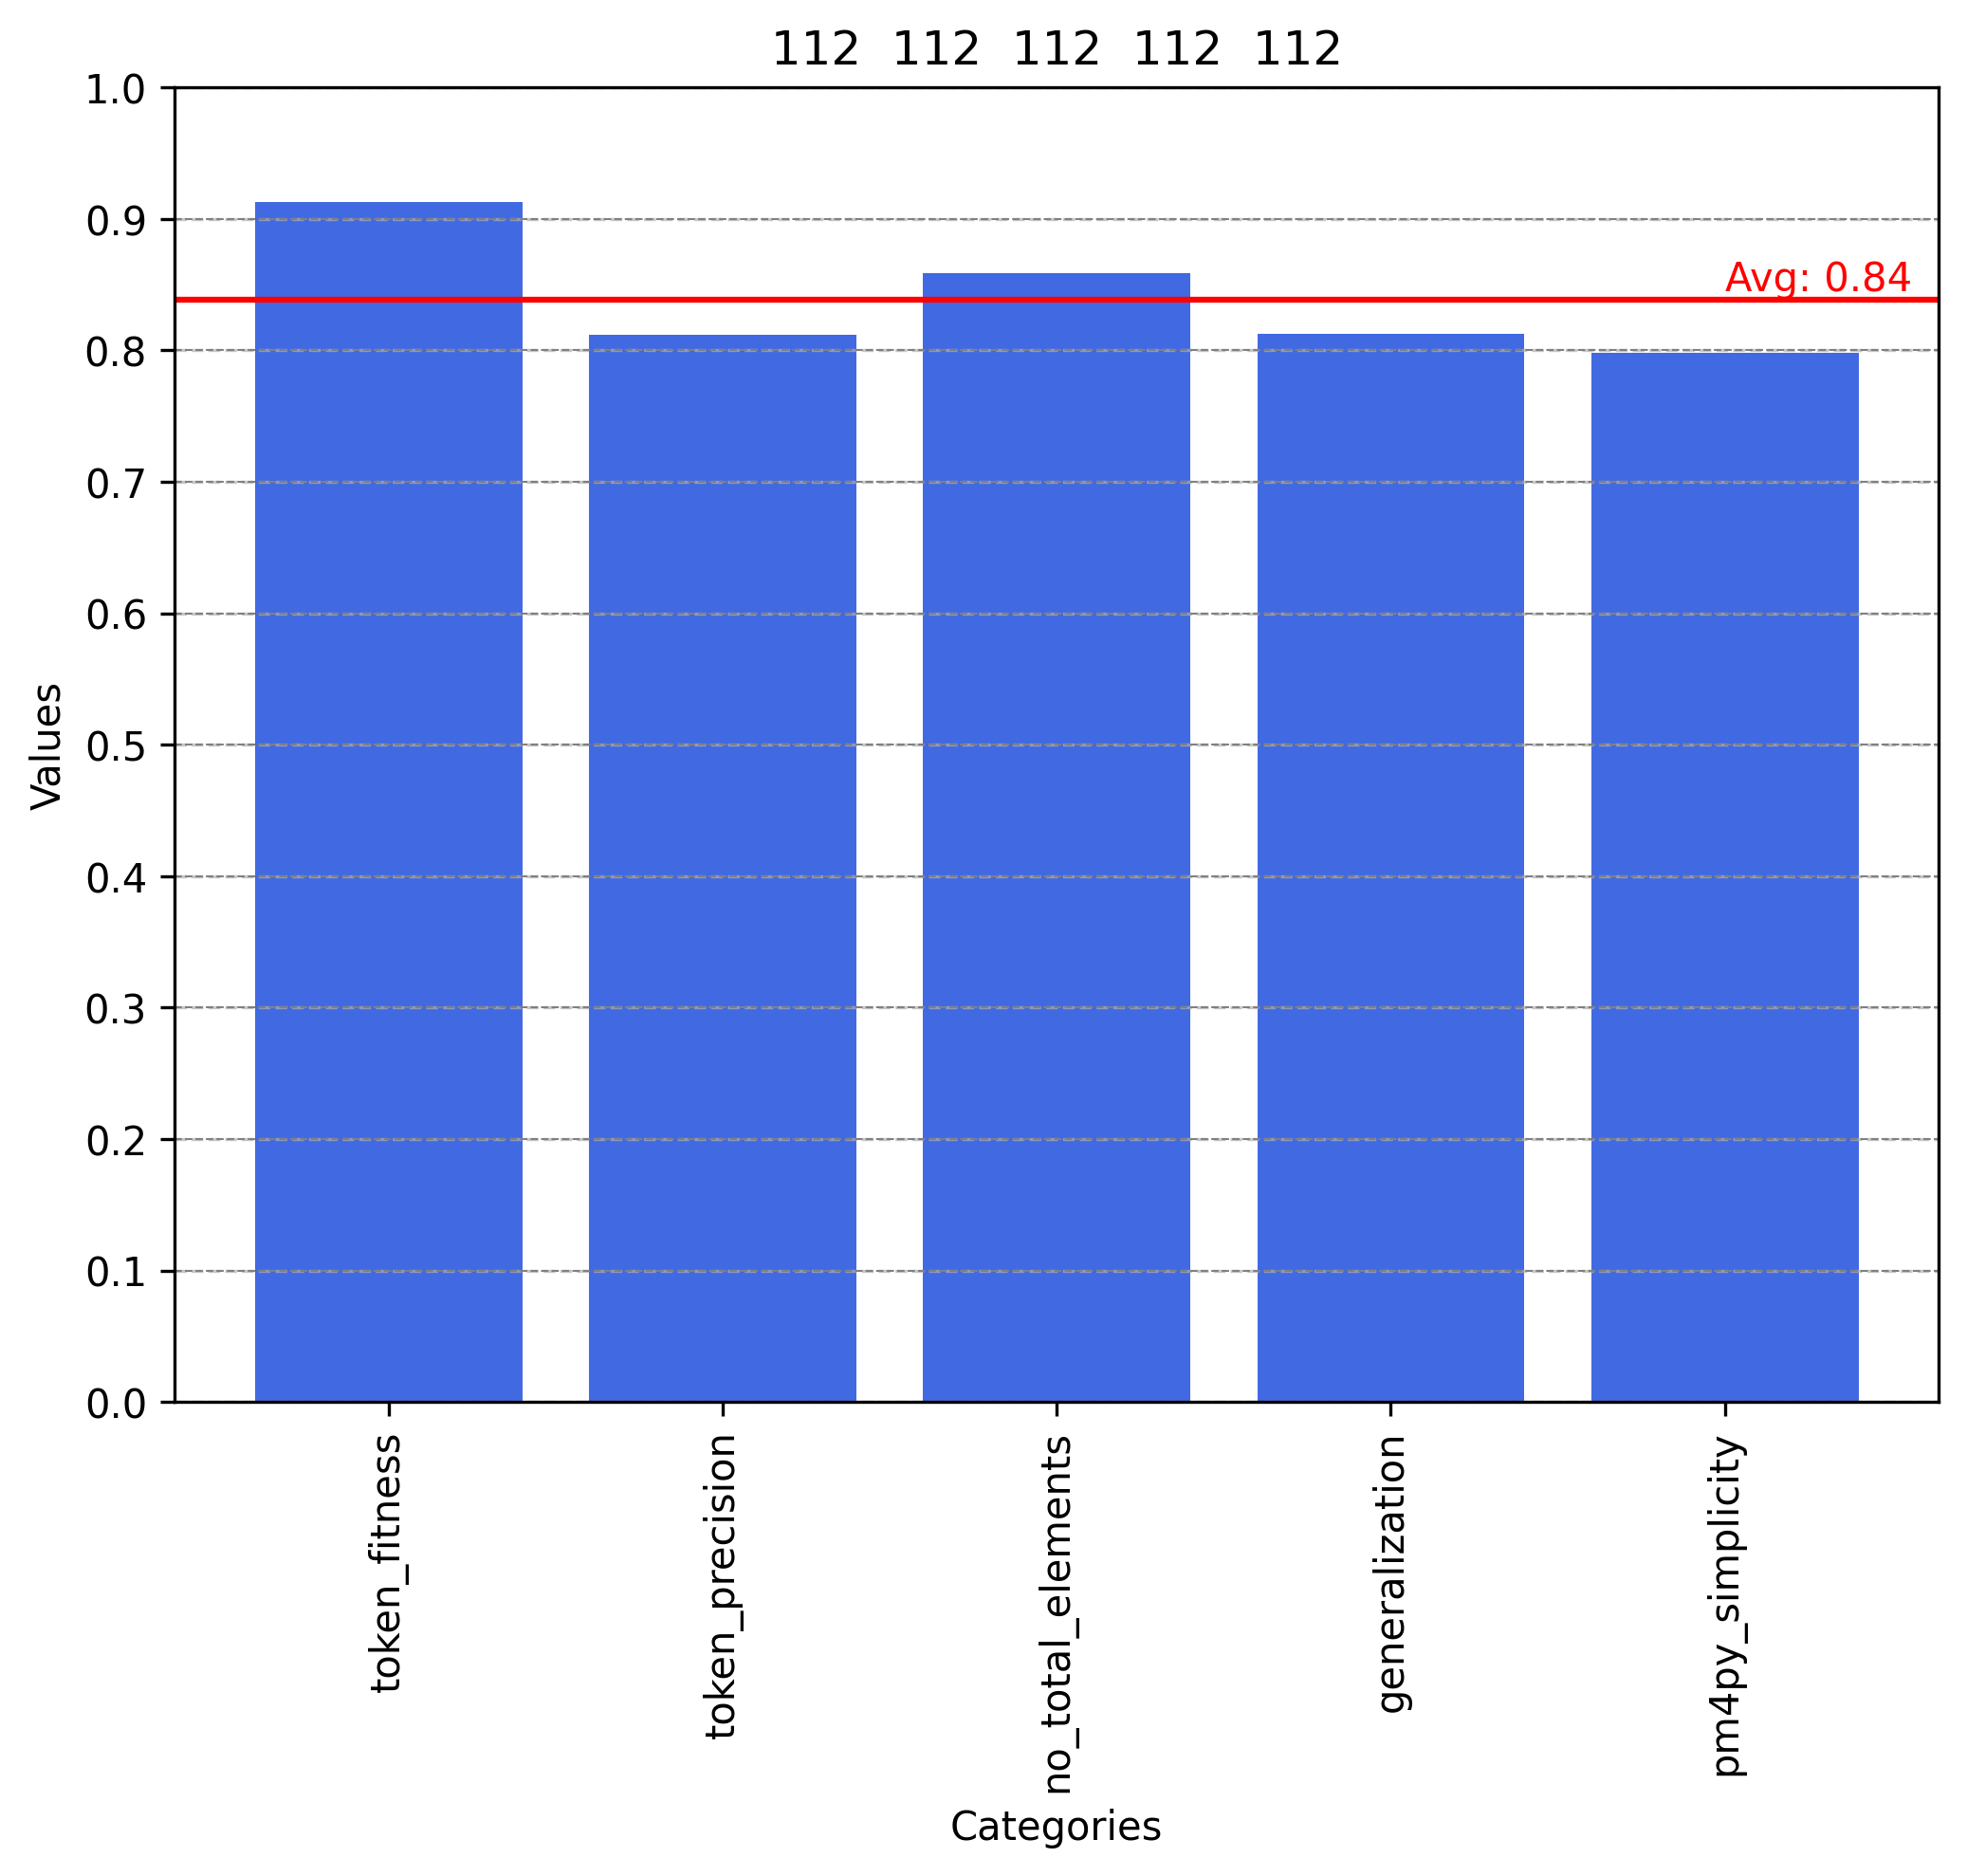 112  112  112  112  112
1.0
0.9
0.8
0.7
0.6
0.5
0.4
0.3
0.2
0.1
0.0
Values
Avg: 0.84
token_fitness
token_precision
no_total_elements
generalization
pm4py_simplicity
Categories